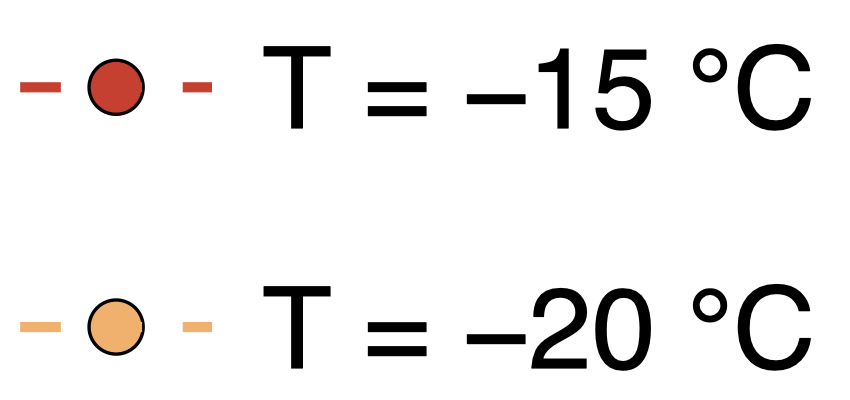 T = −15 °C
T = −20 °C